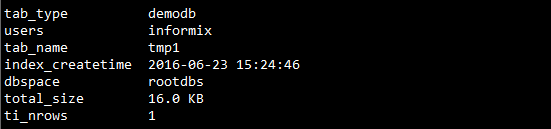 tab_type demodb
users informix
tab_name tmp1
index_createtime 2016-06-23 15:24:46
dbspace rootdbs
total_size 16.0 KB
ti_nrows 1